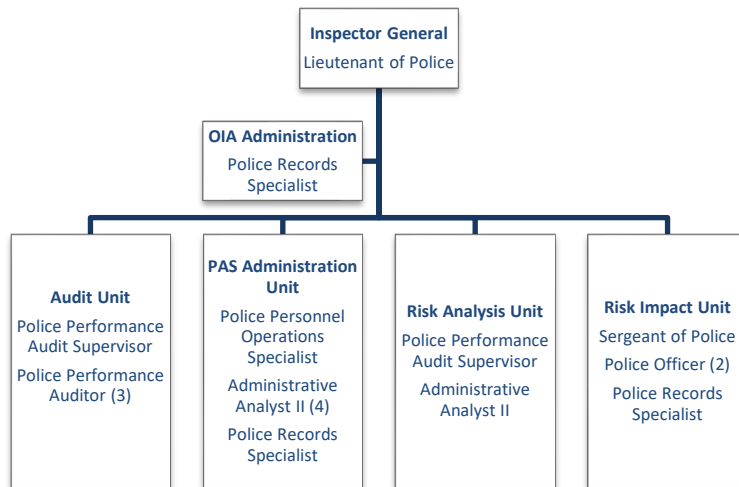 Inspector General
Lieutenant of Police
OIA Administration
Police Records
Specialist
Audit Unit
Police Performance
Audit Supervisor
Police Performance
Auditor (3)
PAS Administration
Unit
Police Personnel
Operations
Specialist
Administrative
Analyst II (4)
Police Records
Specialist
Risk Analysis Unit
Police Performance
Audit Supervisor
Administrative
Analyst II
Risk Impact Unit
Sergeant of Police
Police Officer (2)
Police Records
Specialist